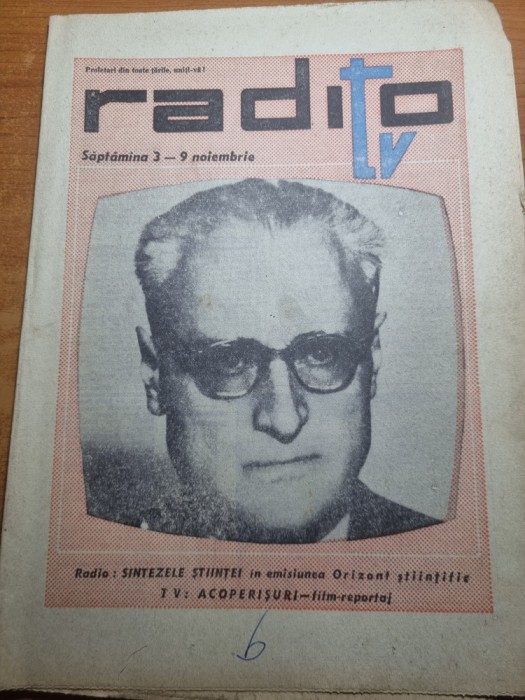 Proletari din toate țările, uniți-vă!
radio
tv
Săptămîna 3 — 9 noiembrie
Radio: SINTEZELE ȘTIINȚEI în emisiunea Orizont științific
TV: ACOPERIȘURI—film-reportaj
6